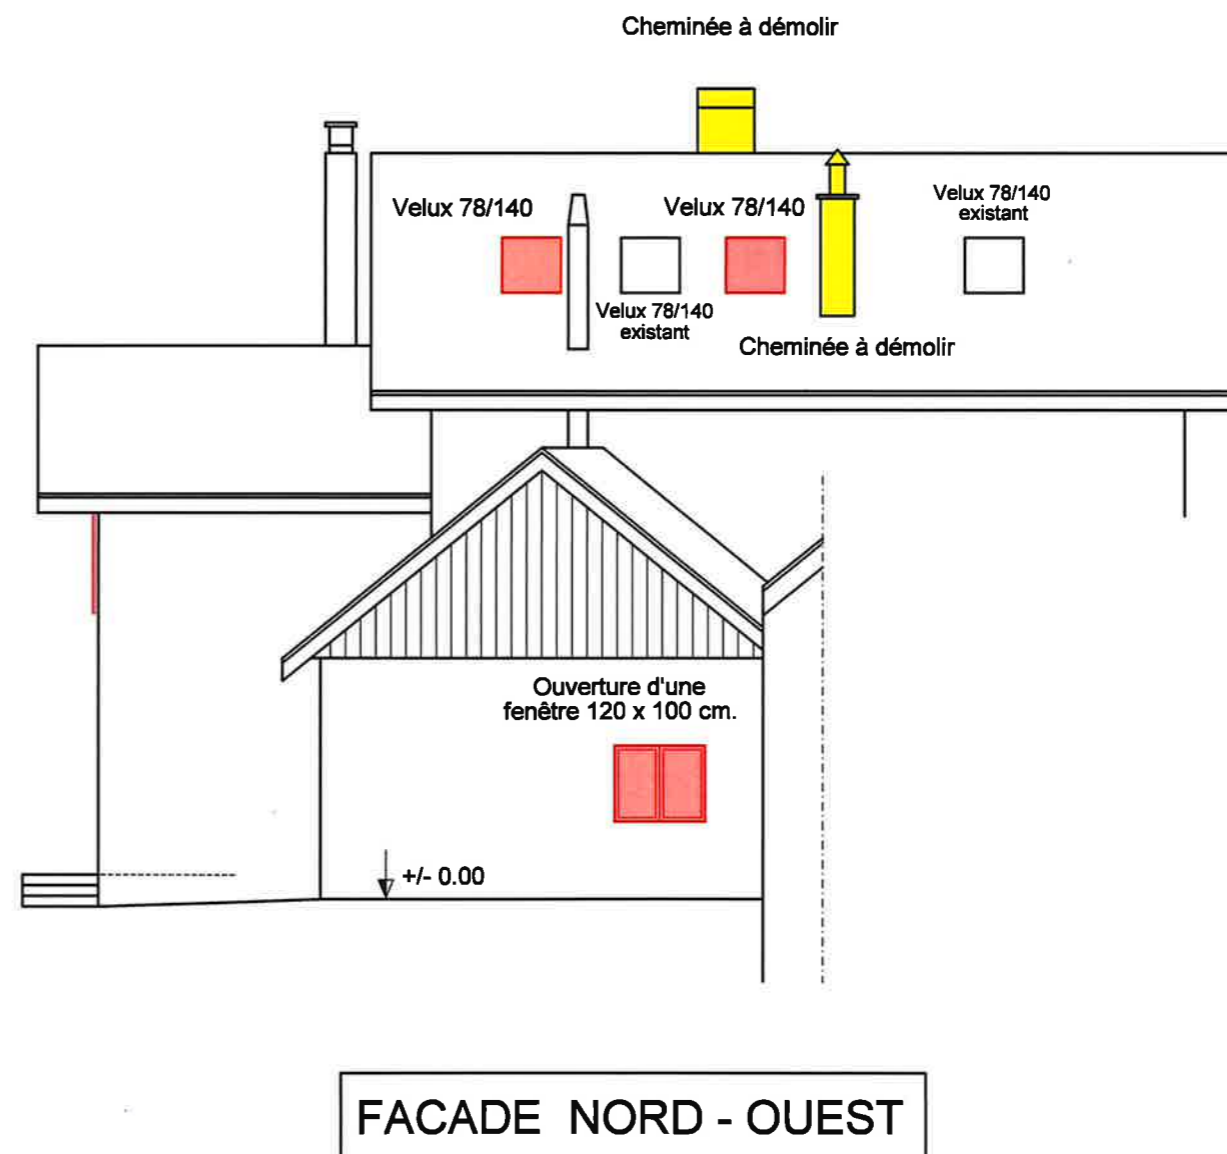 Cheminée à démolir
Velux 78/140
Velux 78/140
Velux 78/140
existant
Velux 78/140
existant
Cheminée à démolir
Ouverture d'une
fenêtre 120 x 100 cm.
+/- 0.00
FACADE NORD - OUEST